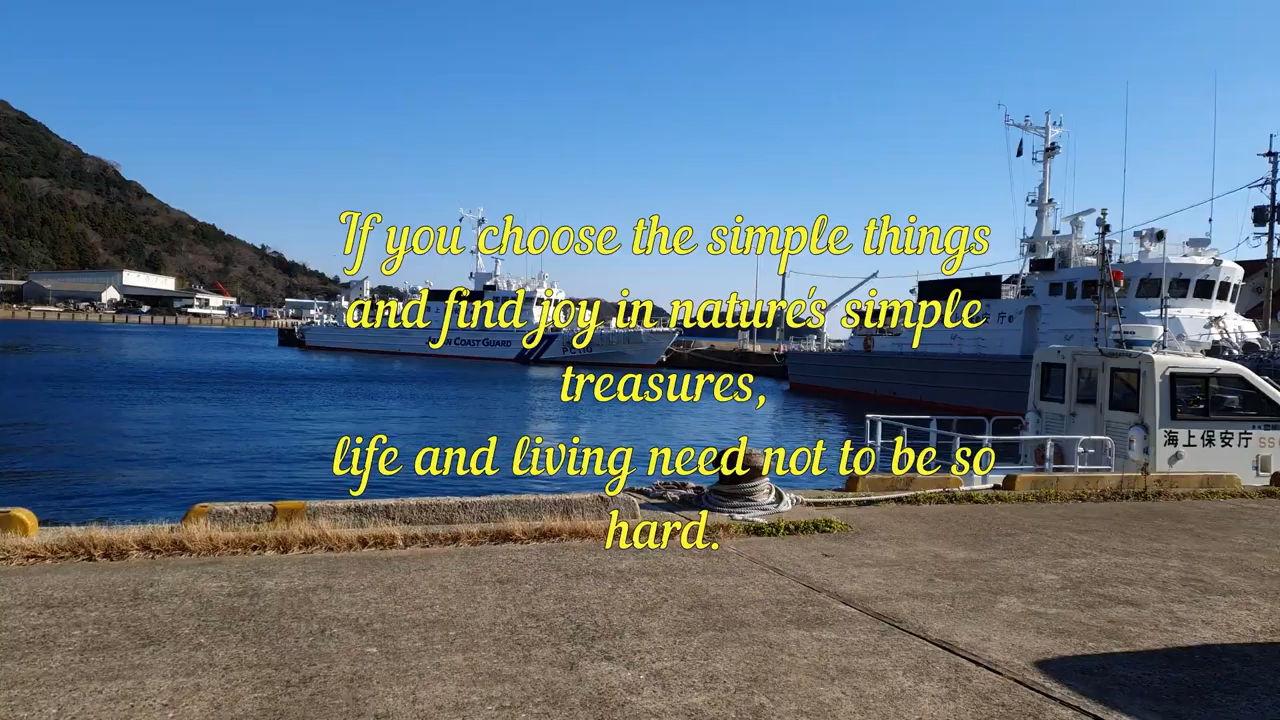 If you choose the simple things
and find joy in nature's simple
treasures,
life and living need not to be so
hard.
COAST GUARD
海上保安庁